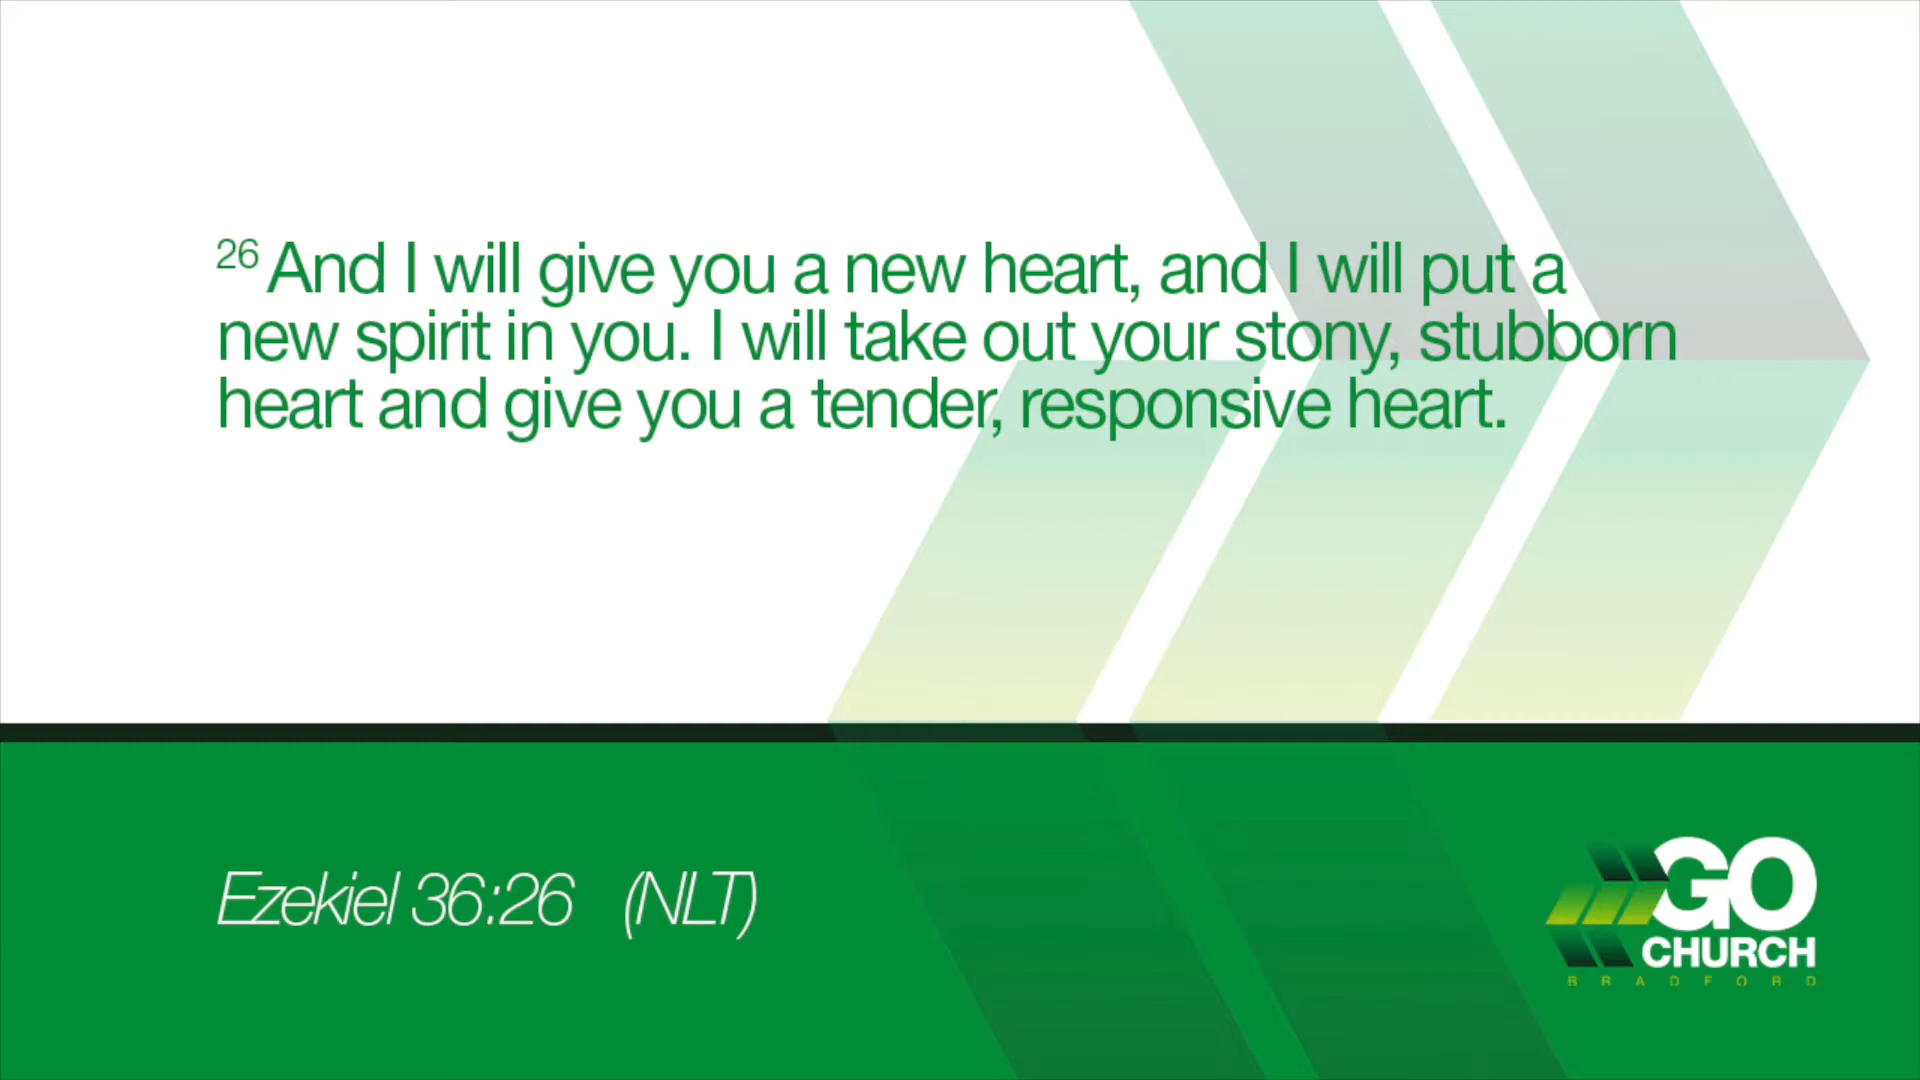 26 And I will give you a new heart, and I will put a
new spirit in you. I will take out your stony, stubborn
heart and give you a tender, responsive heart.
Ezekiel 36:26 (NLT)
GO
CHURCH
BRADFORD